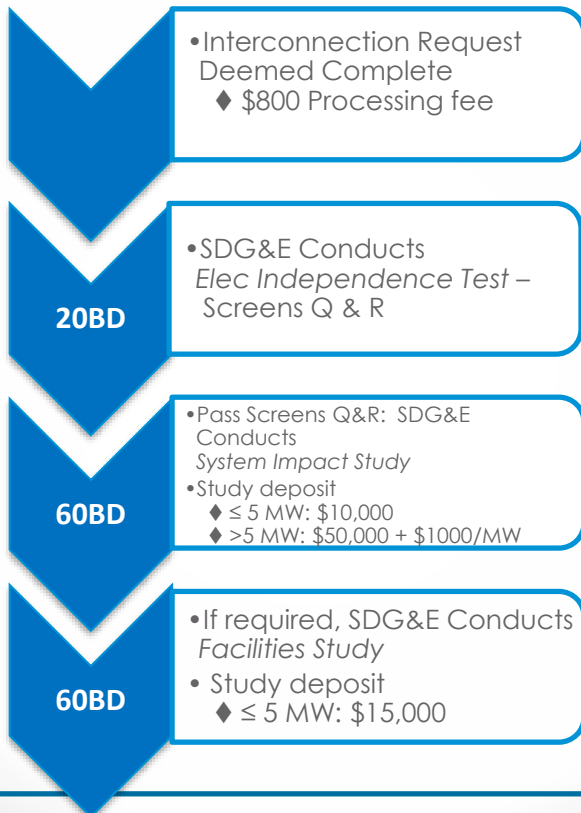 •Interconnection Request
Deemed Complete
♦ $800 Processing fee
20BD
•SDG&E Conducts
Elec Independence Test –
Screens Q & R
60BD
•Pass Screens Q&R: SDG&E
Conducts
System Impact Study
•Study deposit
♦ ≤ 5 MW: $10,000
♦ >5 MW: $50,000 + $1000/MW
60BD
•If required, SDG&E Conducts
Facilities Study
• Study deposit
♦ ≤ 5 MW: $15,000